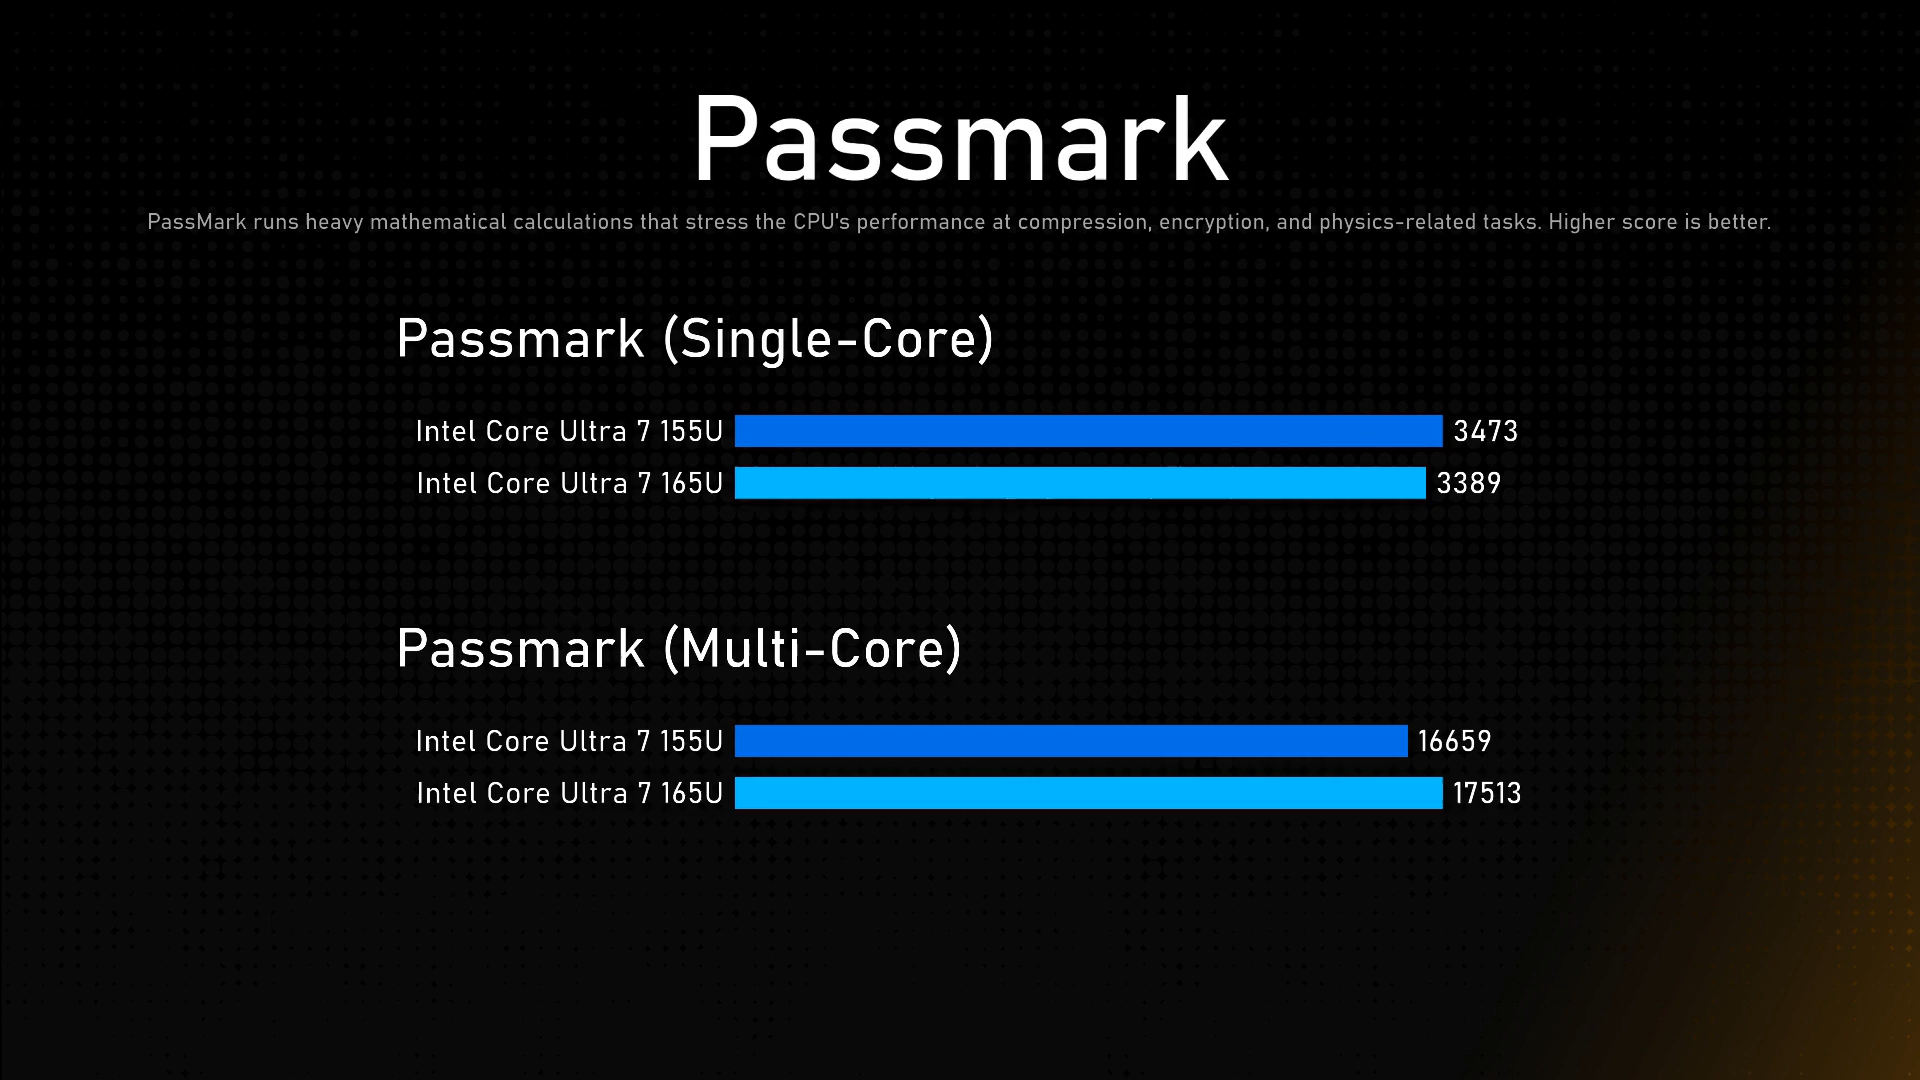 Passmark
PassMark runs heavy mathematical calculations that stress the CPU's performance at compression, encryption, and physics-related tasks. Higher score is better.
Passmark (Single-Core)
Intel Core Ultra 7 155U 3473
Intel Core Ultra 7 165U 3389
Passmark (Multi-Core)
Intel Core Ultra 7 155U 16659
Intel Core Ultra 7 165U 17513